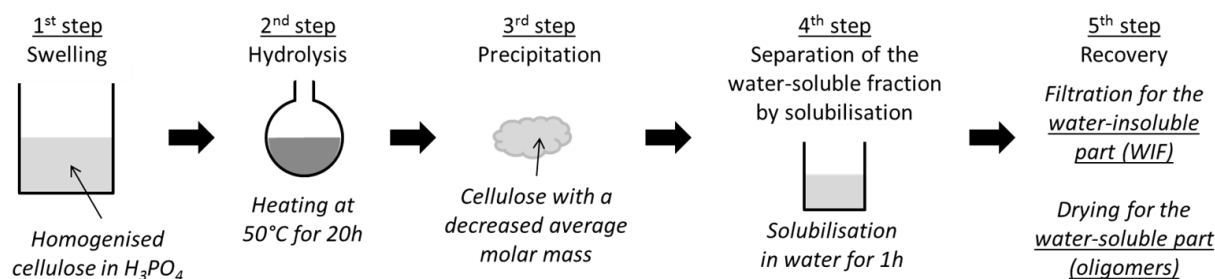 1st step
Swelling
Homogenised
cellulose in H3PO4
2nd step
Hydrolysis
Heating at
50°C for 20h
3rd step
Precipitation
Cellulose with a
decreased average
molar mass
4th step
Separation of the
water-soluble fraction
by solubilisation
Solubilisation
in water for 1h
5th step
Recovery
Filtration for the
water-insoluble
part (WIF)
Drying for the
water-soluble part
(oligomers)